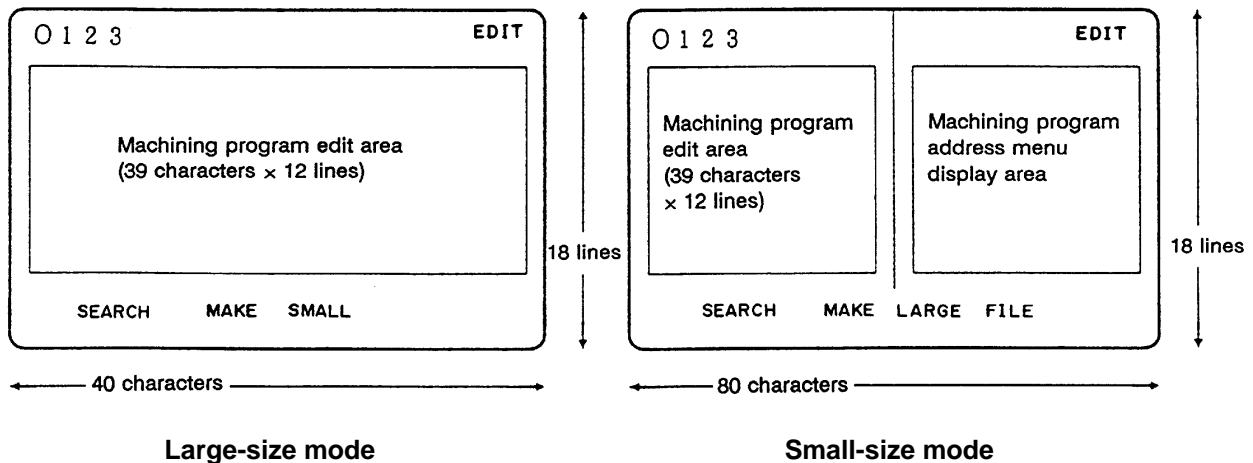 O 1 2 3
EDIT
Machining program edit area
(39 characters × 12 lines)
SEARCH MAKE SMALL
18 lines
40 characters
Large-size mode
O 1 2 3
EDIT
Machining program
edit area
(39 characters
× 12 lines)
Machining program
address menu
display area
SEARCH MAKE LARGE FILE
18 lines
80 characters
Small-size mode